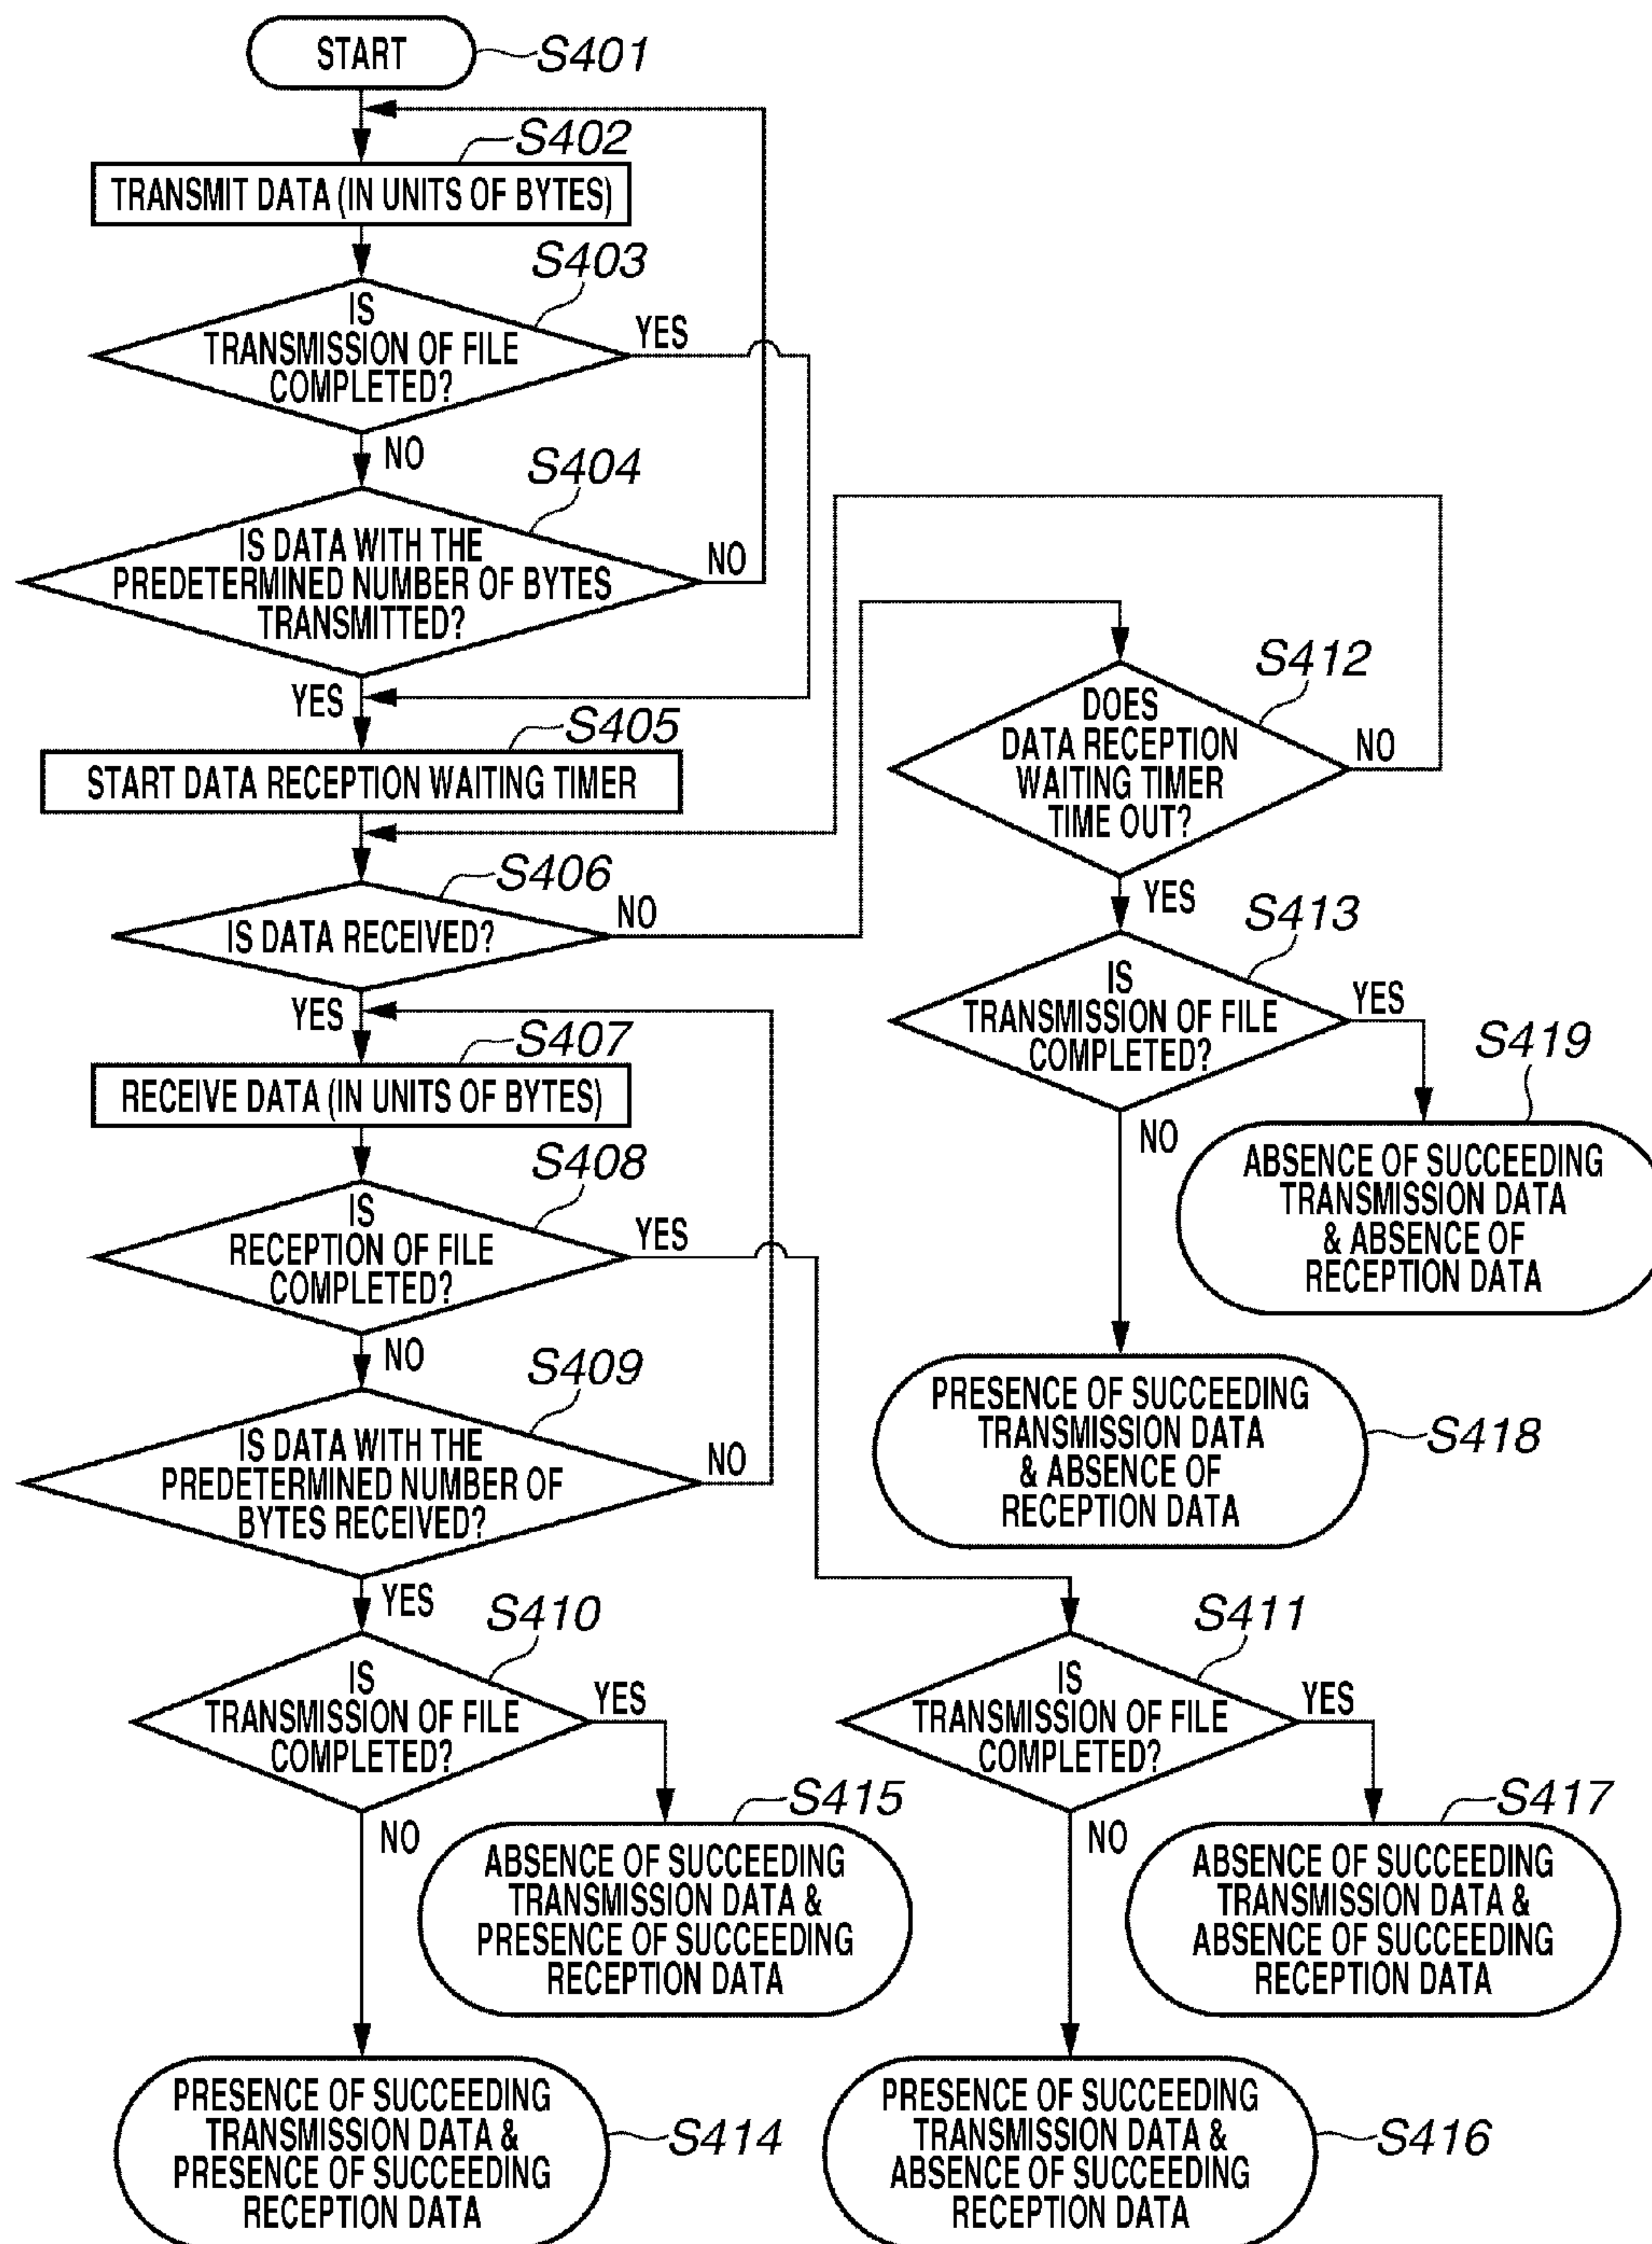 START
S401
S402
TRANSMIT DATA (IN UNITS OF BYTES)
S403
IS
TRANSMISSION OF FILE
COMPLETED?
YES
NO
S404
IS DATA WITH THE
PREDETERMINED NUMBER OF BYTES
TRANSMITTED?
NO
YES
S405
START DATA RECEPTION WAITING TIMER
S406
IS DATA RECEIVED?
NO
YES
S407
RECEIVE DATA (IN UNITS OF BYTES)
S408
IS
RECEPTION OF FILE
COMPLETED?
YES
NO
S409
IS DATA WITH THE
PREDETERMINED NUMBER OF
BYTES RECEIVED?
NO
YES
S410
IS
TRANSMISSION OF FILE
COMPLETED?
YES
NO
S415
ABSENCE OF SUCCEEDING
TRANSMISSION DATA &
PRESENCE OF SUCCEEDING
RECEPTION DATA
PRESENCE OF SUCCEEDING
TRANSMISSION DATA &
PRESENCE OF SUCCEEDING
RECEPTION DATA
S414
S412
DOES
DATA RECEPTION
WAITING TIMER
TIME OUT?
NO
YES
S413
IS
TRANSMISSION OF FILE
COMPLETED?
YES
NO
S419
ABSENCE OF SUCCEEDING
TRANSMISSION DATA
& ABSENCE OF
RECEPTION DATA
PRESENCE OF SUCCEEDING
TRANSMISSION DATA
& ABSENCE OF
RECEPTION DATA
S418
S411
IS
TRANSMISSION OF FILE
COMPLETED?
YES
NO
S417
ABSENCE OF SUCCEEDING
TRANSMISSION DATA &
ABSENCE OF SUCCEEDING
RECEPTION DATA
PRESENCE OF SUCCEEDING
TRANSMISSION DATA &
ABSENCE OF SUCCEEDING
RECEPTION DATA
S416